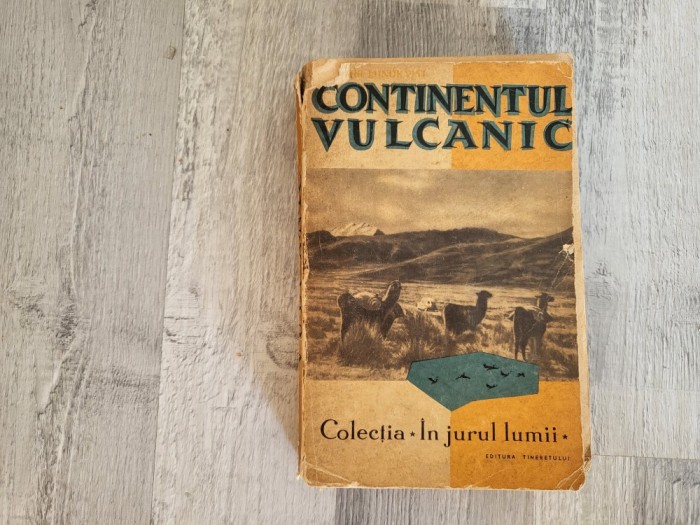 CONTINENTUL
VULCANIC
Colecția ★ În jurul lumii ★
EDITURA TINERETULUI